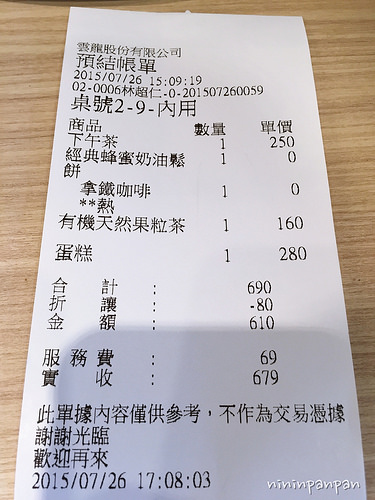 雲龍股份有限公司
預結帳單
2015/07/26 15:09:19
02-0006林超仁-0-201507260059
桌號2-9-內用
商品 數量 單價
下午茶 1 250
經典蜂蜜奶油鬆 1 0
餅
拿鐵咖啡 1 0
**熱
有機天然果粒茶 1 160
蛋糕 1 280
合計 : 690
折讓 : -80
金額 : 610
服務費 : 69
實收 : 679
此單據內容僅供參考，不作為交易憑據
謝謝光臨
歡迎再來
2015/07/26 17:08:03
nininpanpan